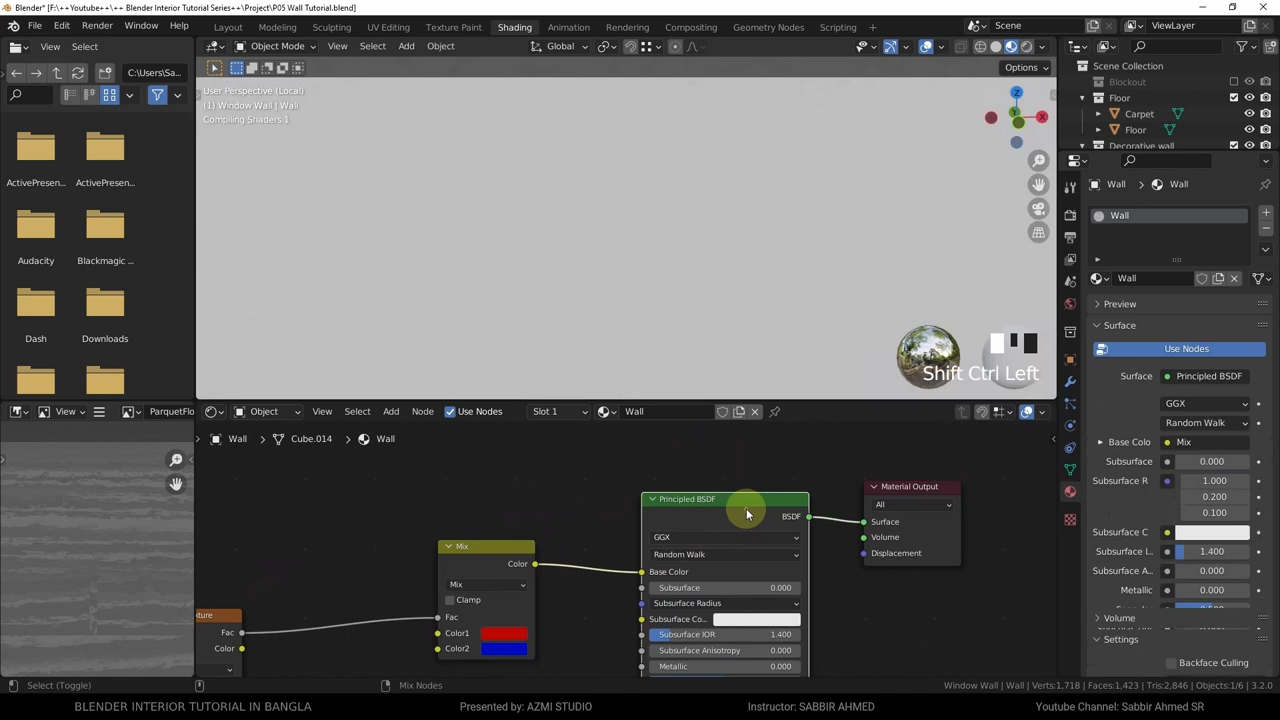 Blender* [F:\++Youtube++\++ Blender Interior Tutorial Series++\Project\P05 Wall Tutorial.blend]
File Edit Render Window Help Layout Modeling Sculpting UV Editing Texture Paint Shading Animation Rendering Compositing Geometry Nodes Scripting Scene ViewLayer
View Select Object Mode View Select Add Object Global
C:\Users\Sa...
Options
User Perspective (Local)
(1) Window Wall | Wall
Compiling Shaders 1
Z
Y
X
ActivePresen... ActivePresen...
Audacity Blackmagic ...
Dash Downloads
Shift Ctrl Left
Scene Collection
Blockout
Floor
Carpet
Floor
Decorative wall
Wall Wall
Wall
Wall
Preview
Surface
Use Nodes
Surface Principled BSDF
GGX
Random Walk
Base Colo Mix
Subsurface 0.000
Subsurface R 1.000
0.200
0.100
Subsurface C
Subsurface I... 1.400
Subsurface A... 0.000
Metallic 0.000
Volume
Settings
Backface Culling
View ParquetFlo
Object View Select Add Node Use Nodes Slot 1 Wall
Wall Cube.014 Wall
Principled BSDF
BSDF
GGX
Random Walk
Base Color
Subsurface 0.000
Subsurface Radius
Subsurface Co...
Subsurface IOR 1.400
Subsurface Anisotropy 0.000
Metallic 0.000
Material Output
All
Surface
Volume
Displacement
Mix
Color
Mix
Clamp
Fac
Color1
Color2
xture
Fac
Color
Select (Toggle) Mix Nodes Window Wall | Wall | Verts:1,718 | Faces:1,423 | Tris:2,846 | Objects:1/6 | 3.2.0
BLENDER INTERIOR TUTORIAL IN BANGLA Presented by: AZMI STUDIO Instructor: SABBIR AHMED Youtube Channel: Sabbir Ahmed SR